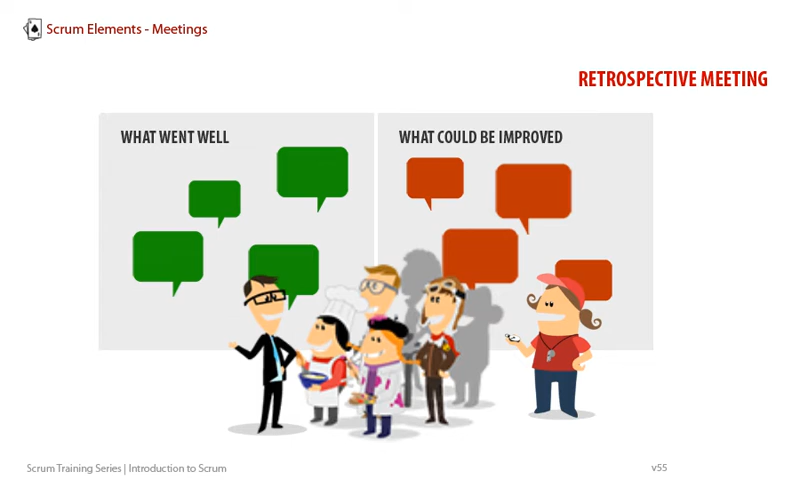 Scrum Elements - Meetings
RETROSPECTIVE MEETING
WHAT WENT WELL
WHAT COULD BE IMPROVED
Scrum Training Series | Introduction to Scrum
v55